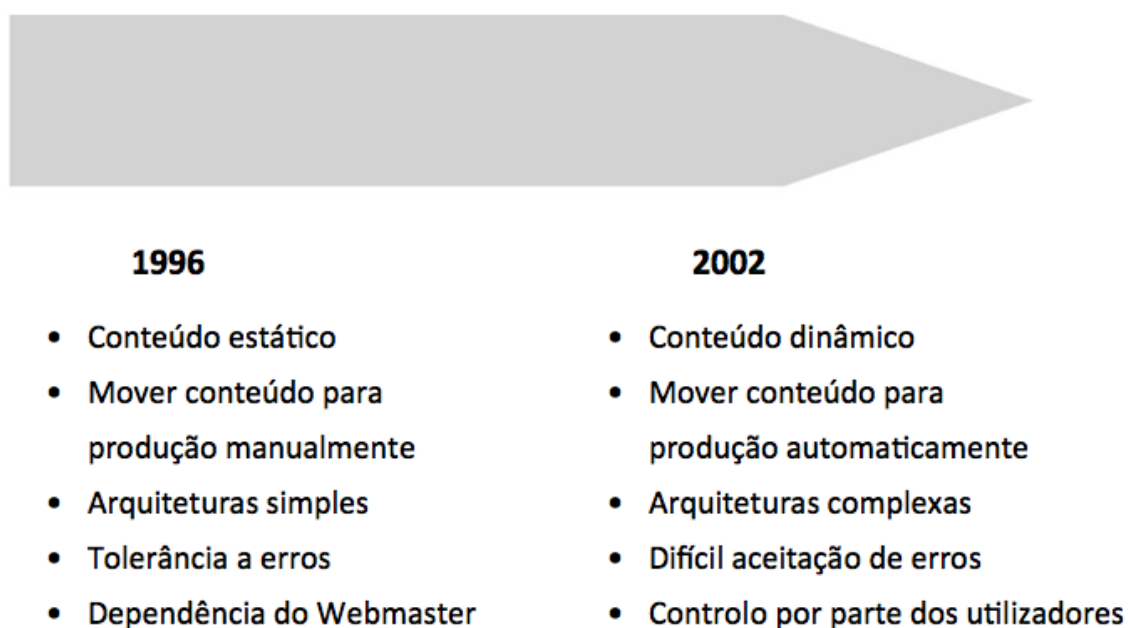 1996
• Conteúdo estático
• Mover conteúdo para
produção manualmente
• Arquiteturas simples
• Tolerância a erros
• Dependência do Webmaster
2002
• Conteúdo dinâmico
• Mover conteúdo para
produção automaticamente
• Arquiteturas complexas
• Difícil aceitação de erros
• Controlo por parte dos utilizadores